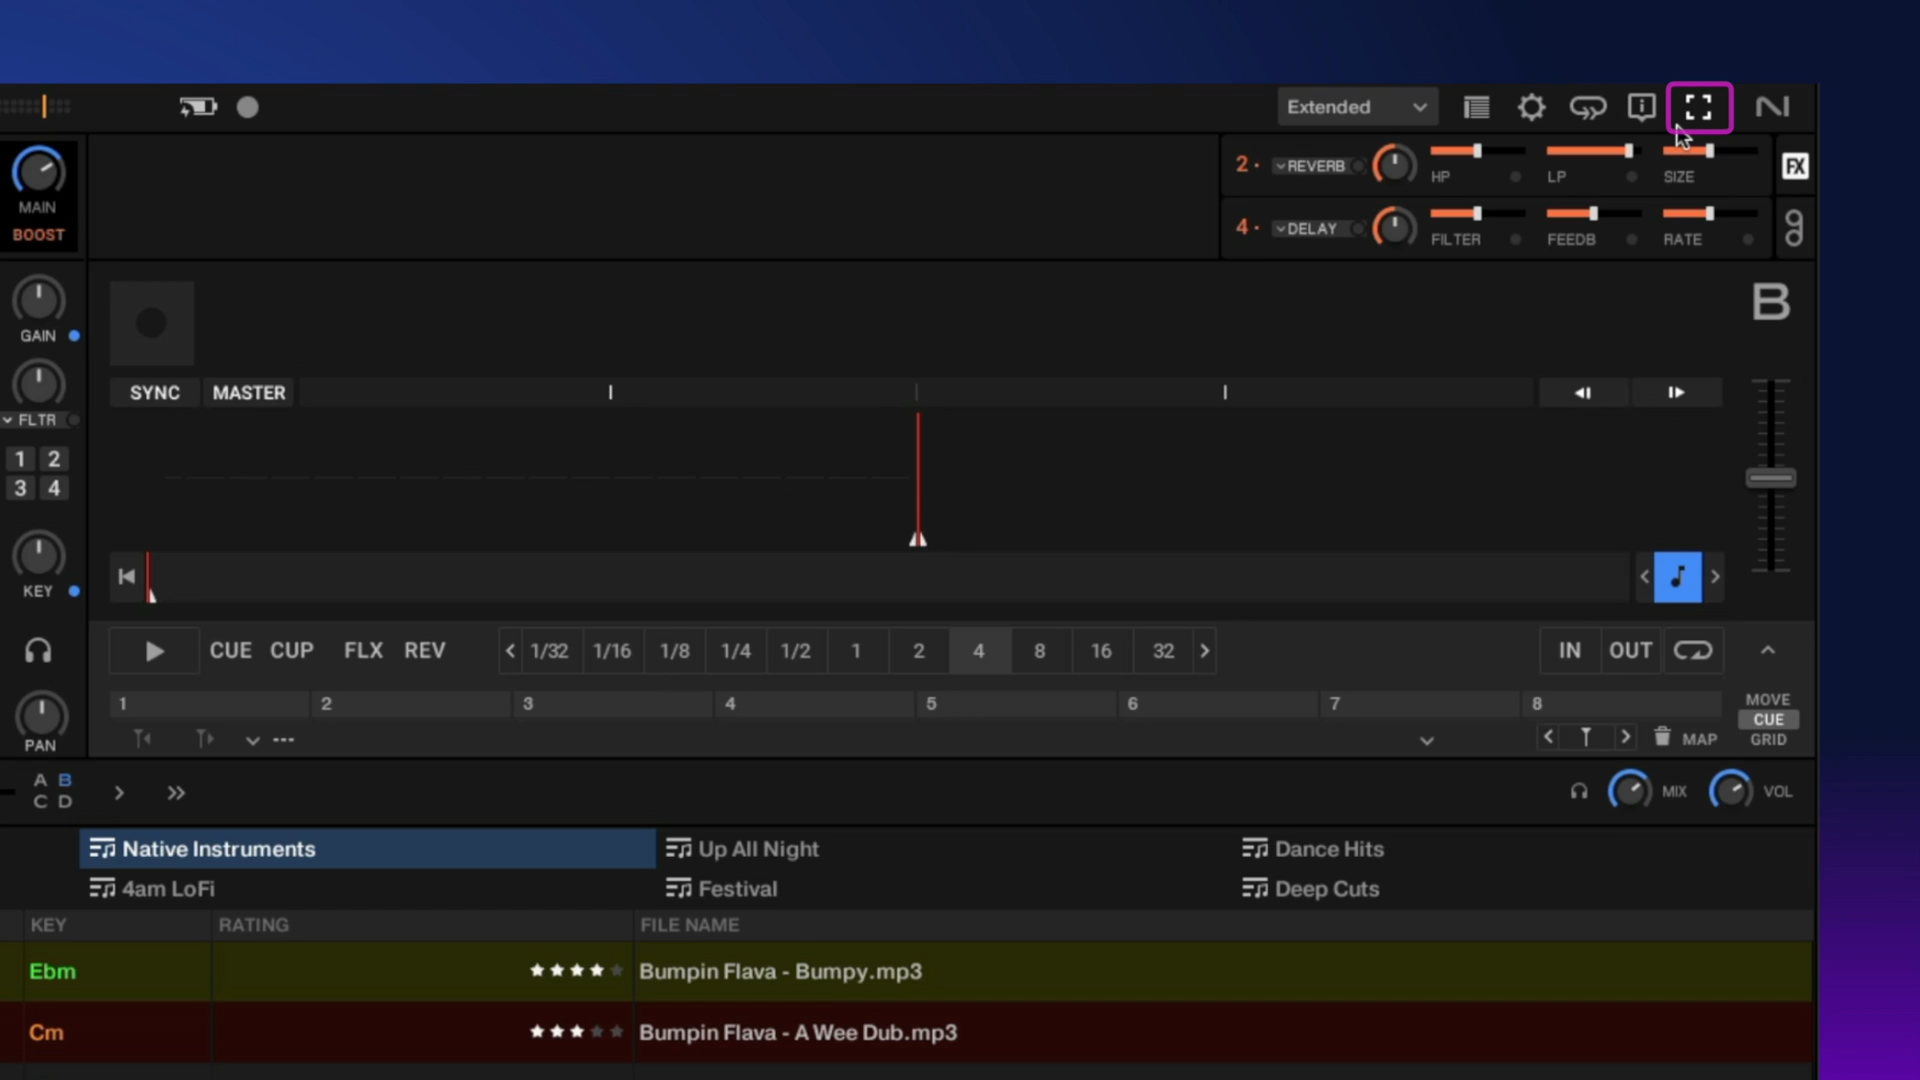 Extended
2 REVERB HP LP SIZE FX
MAIN
BOOST
4 DELAY FILTER FEEDB RATE
GAIN
B
FLTR
SYNC MASTER
1 2
3 4
KEY
CUE CUP FLX REV 1/32 1/16 1/8 1/4 1/2 1 2 4 8 16 32 IN OUT
1 2 3 4 5 6 7 8
PAN
MAP
MOVE
CUE
GRID
A B
C D
MIX VOL
Native Instruments Up All Night Dance Hits
4am LoFi Festival Deep Cuts
KEY RATING FILE NAME
Ebm Bumpin Flava - Bumpy.mp3
Cm Bumpin Flava - A Wee Dub.mp3